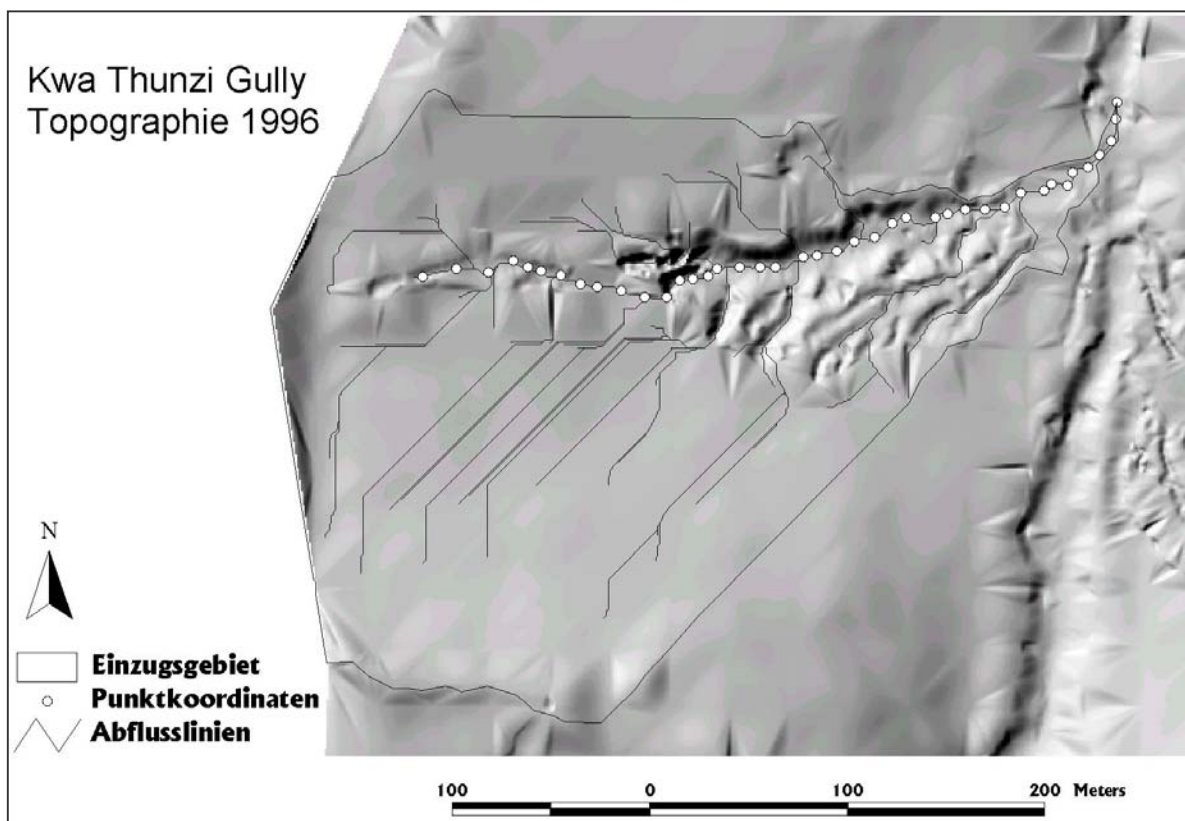 Kwa Thunzi Gully
Topographie 1996
N
Einzugsgebiet
Punktkoordinaten
Abflusslinien
100 0 100 200 Meters